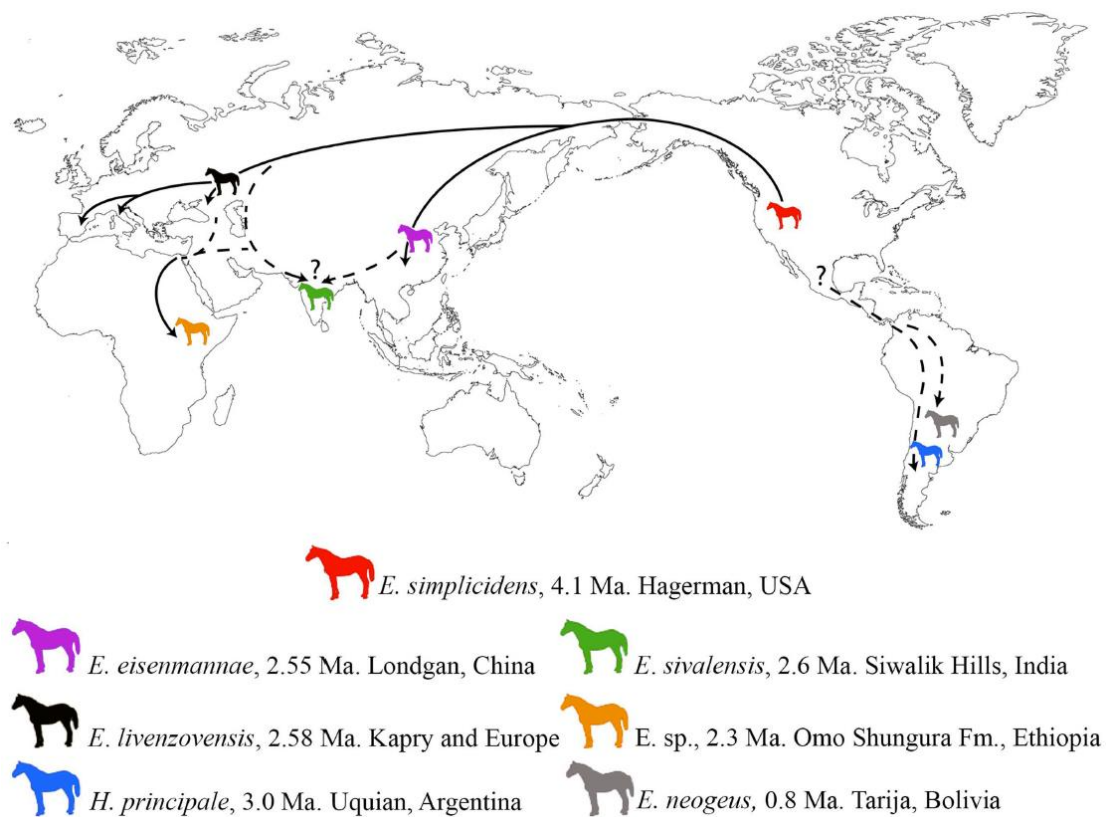 ?
?
E. simplicidens, 4.1 Ma. Hagerman, USA
E. eisenmannae, 2.55 Ma. Londgan, China
E. sivalensis, 2.6 Ma. Siwalik Hills, India
E. livenzovensis, 2.58 Ma. Kapry and Europe
E. sp., 2.3 Ma. Omo Shungura Fm., Ethiopia
H. principale, 3.0 Ma. Uquian, Argentina
E. neogeus, 0.8 Ma. Tarija, Bolivia